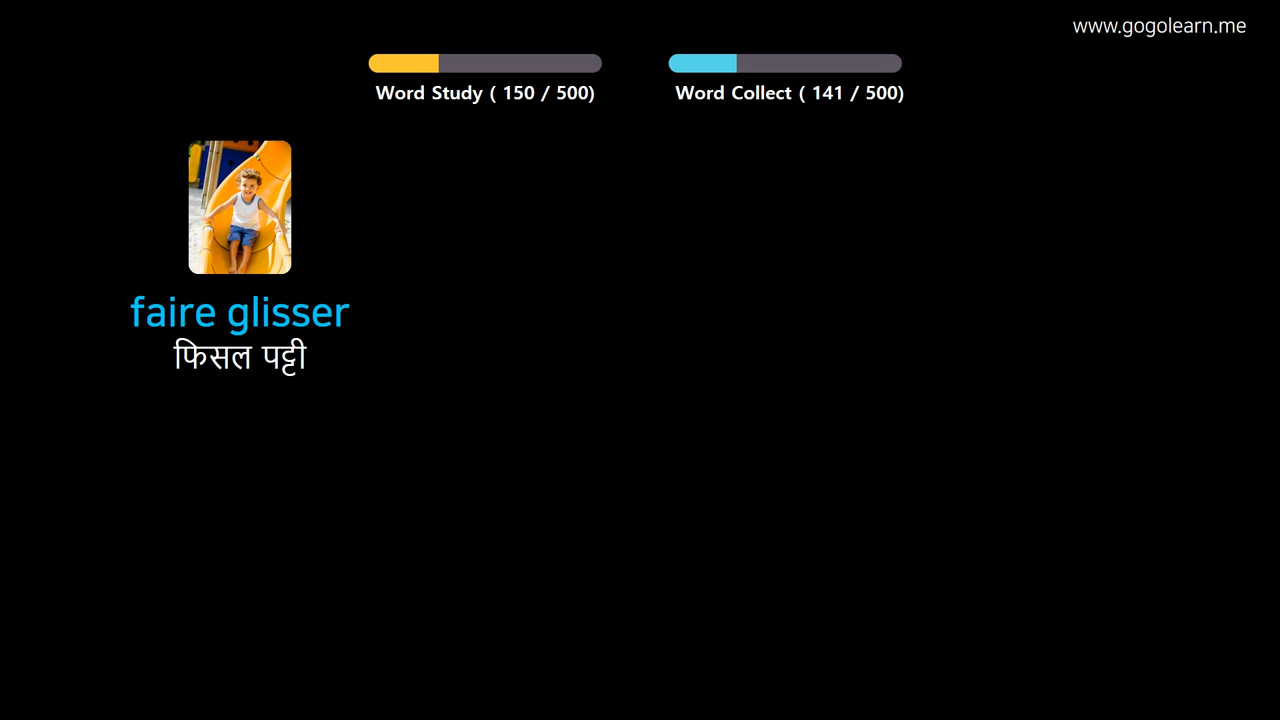 www.gogolearn.me
Word Study ( 150 / 500)
Word Collect ( 141 / 500)
faire glisser
फिसल पट्टी